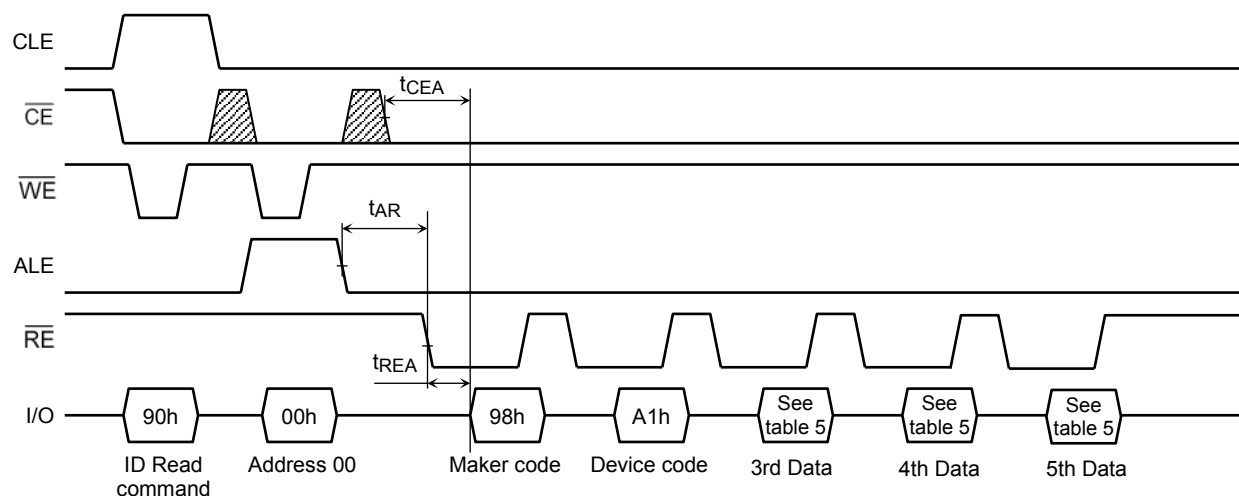 CLE
CE
tCEA
WE
tAR
ALE
RE
tREA
I/O
90h
00h
98h
A1h
See
table 5
See
table 5
See
table 5
ID Read
command
Address 00
Maker code
Device code
3rd Data
4th Data
5th Data